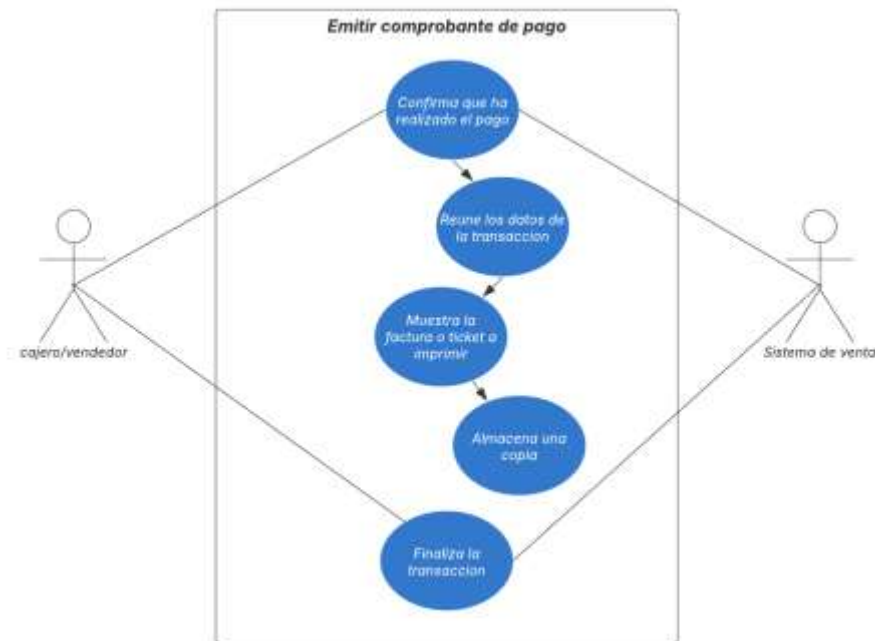 Emitir comprobante de pago
Confirma que ha
realizado el pago
Reune los datos de
la transaccion
Muestra la
factura o ticket a
imprimir
cajero/vendedor
Sistema de venta
Almacena una
copia
Finaliza la
transaccion